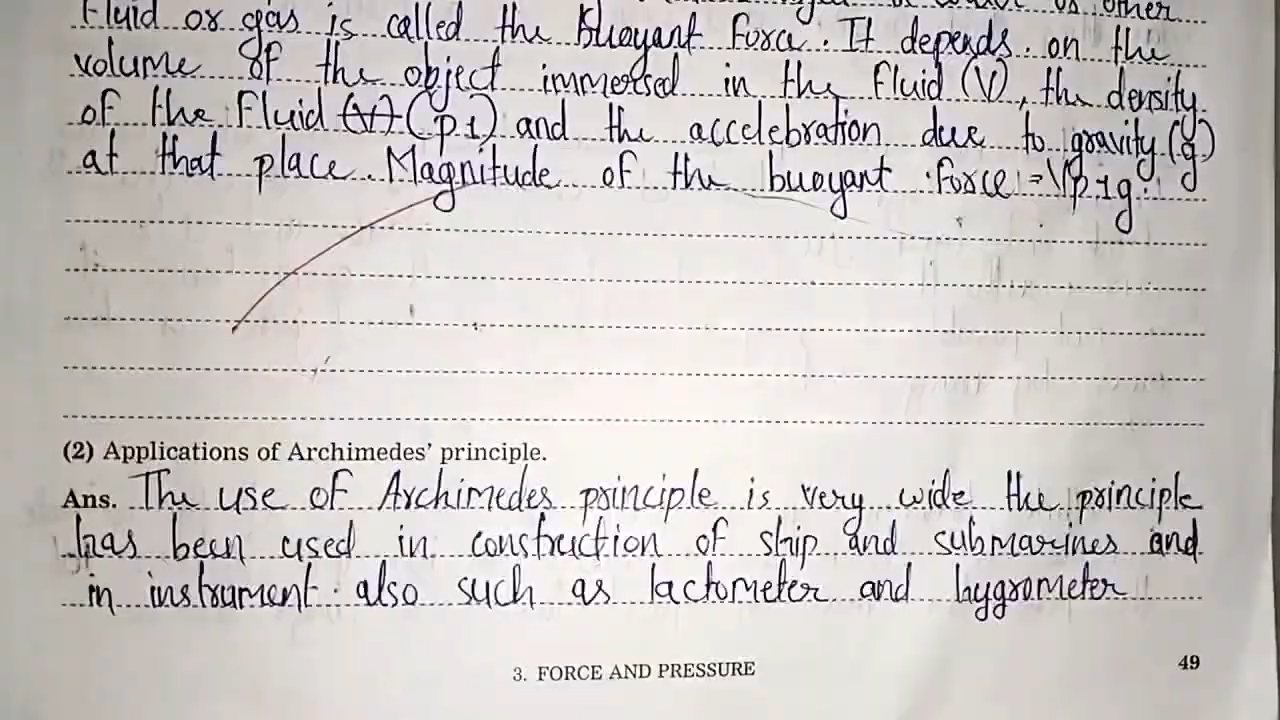 other
Fluid or gas is called the Buoyant Force. It depends on the
volume of the object immersed in the fluid (V), the density
of the Fluid (p1) and the accelebration due to gravity (g)
at that place. Magnitude of the buoyant force = Vp1g.
(2) Applications of Archimedes' principle.
Ans. The use of Archimedes principle is very wide the principle
has been used in construction of ship and submarines and
in instrument also such as lactometer and hygrometer
3. FORCE AND PRESSURE
49